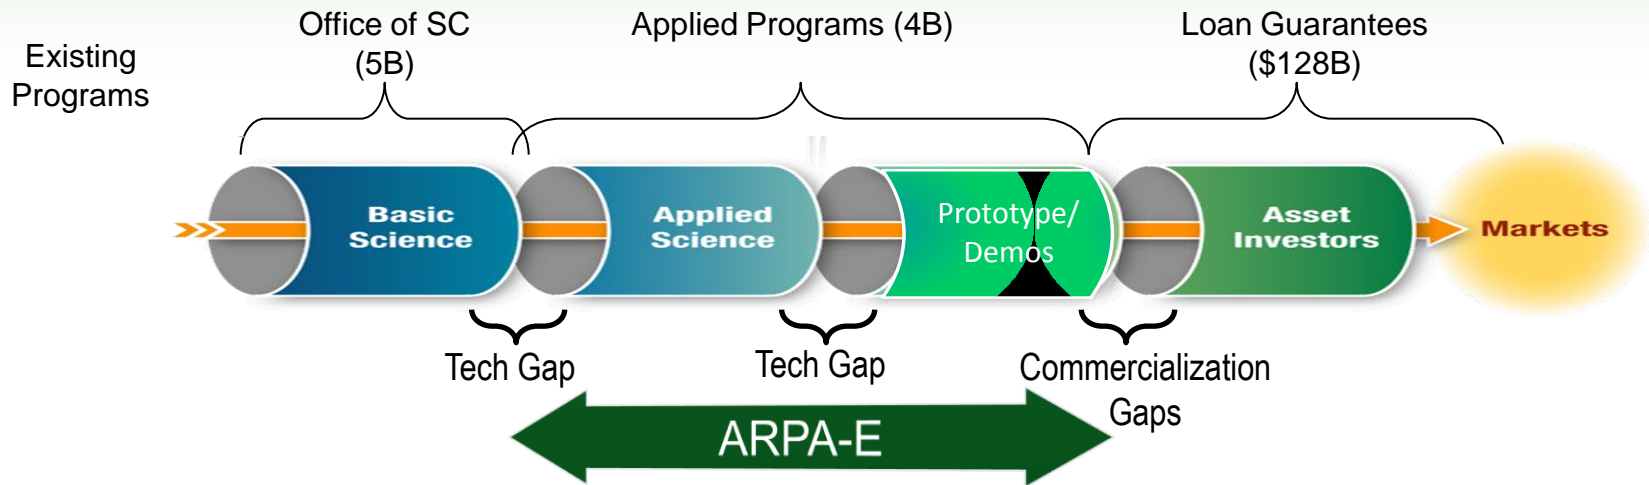 Existing
Programs
Office of SC
(5B)
Applied Programs (4B)
Loan Guarantees
($128B)
Basic
Science
Applied
Science
Prototype/
Demos
Asset
Investors
Markets
Tech Gap
Tech Gap
Commercialization
Gaps
ARPA-E